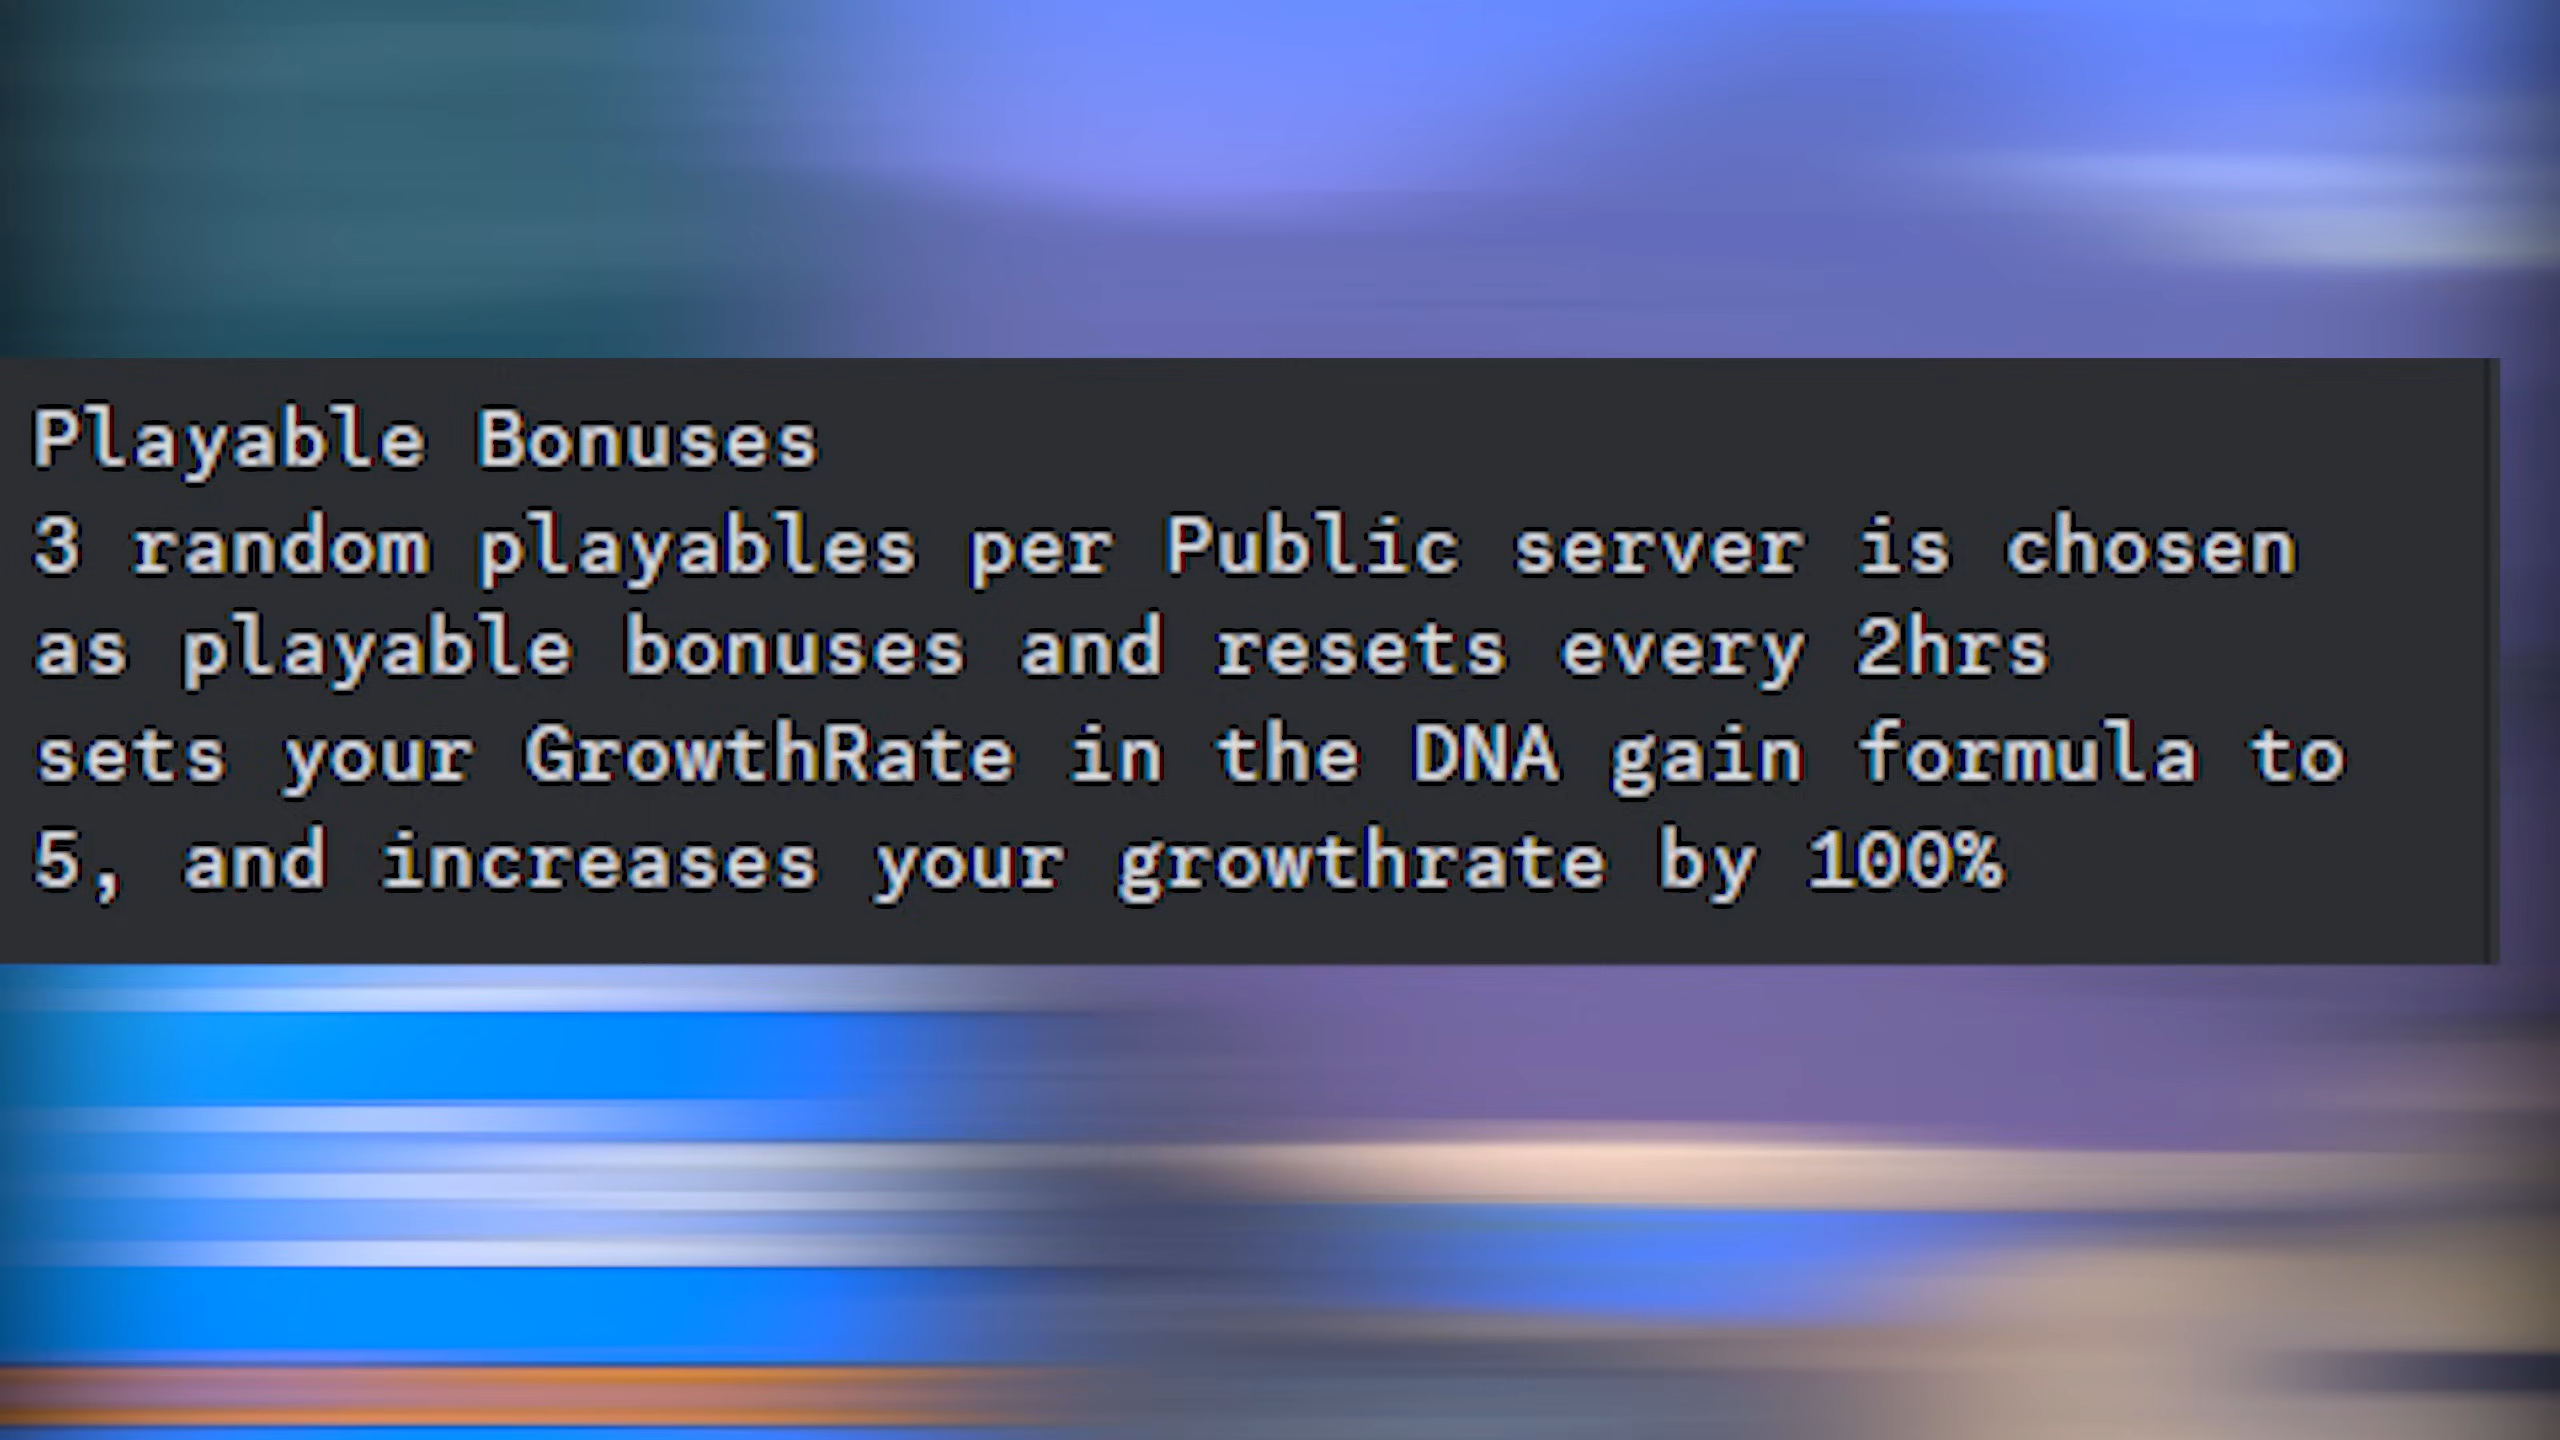 Playable Bonuses
3 random playables per Public server is chosen
as playable bonuses and resets every 2hrs
sets your GrowthRate in the DNA gain formula to
5, and increases your growthrate by 100%